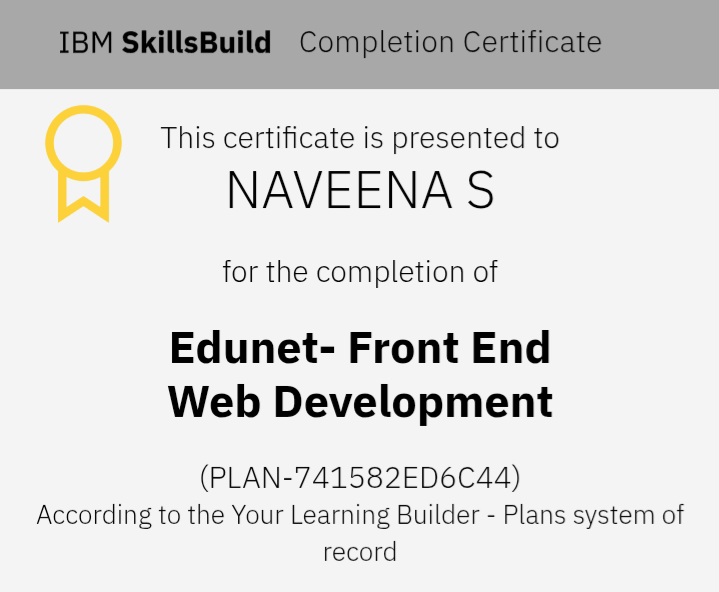 IBM SkillsBuild Completion Certificate
This certificate is presented to
NAVEENA S
for the completion of
Edunet- Front End
Web Development
(PLAN-741582ED6C44)
According to the Your Learning Builder - Plans system of
record